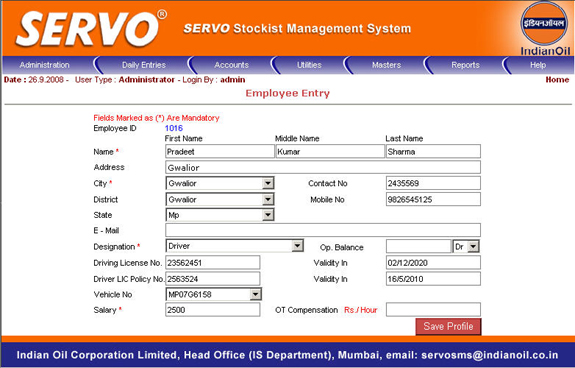 SERVO® SERVO Stockist Management System इंडियनऑयल
IndianOil
Administration Daily Entries Accounts Utilities Masters Reports Help
Date : 26.9.2008 - User Type : Administrator - Login By : admin Home
Employee Entry
Fields Marked as (*) Are Mandatory
Employee ID 1016
First Name Middle Name Last Name
Name * Pradeet Kumar Sharma
Address Gwalior
City * Gwalior Contact No 2435569
District Gwalior Mobile No 9826545125
State Mp
E - Mail
Designation * Driver Op. Balance Dr
Driving License No. 23562451 Validity In 02/12/2020
Driver LIC Policy No. 2563524 Validity In 16/5/2010
Vehicle No MP07G6158
Salary * 2500 OT Compensation Rs./ Hour
Save Profile
Indian Oil Corporation Limited, Head Office (IS Department), Mumbai, email: servosms@indianoil.co.in